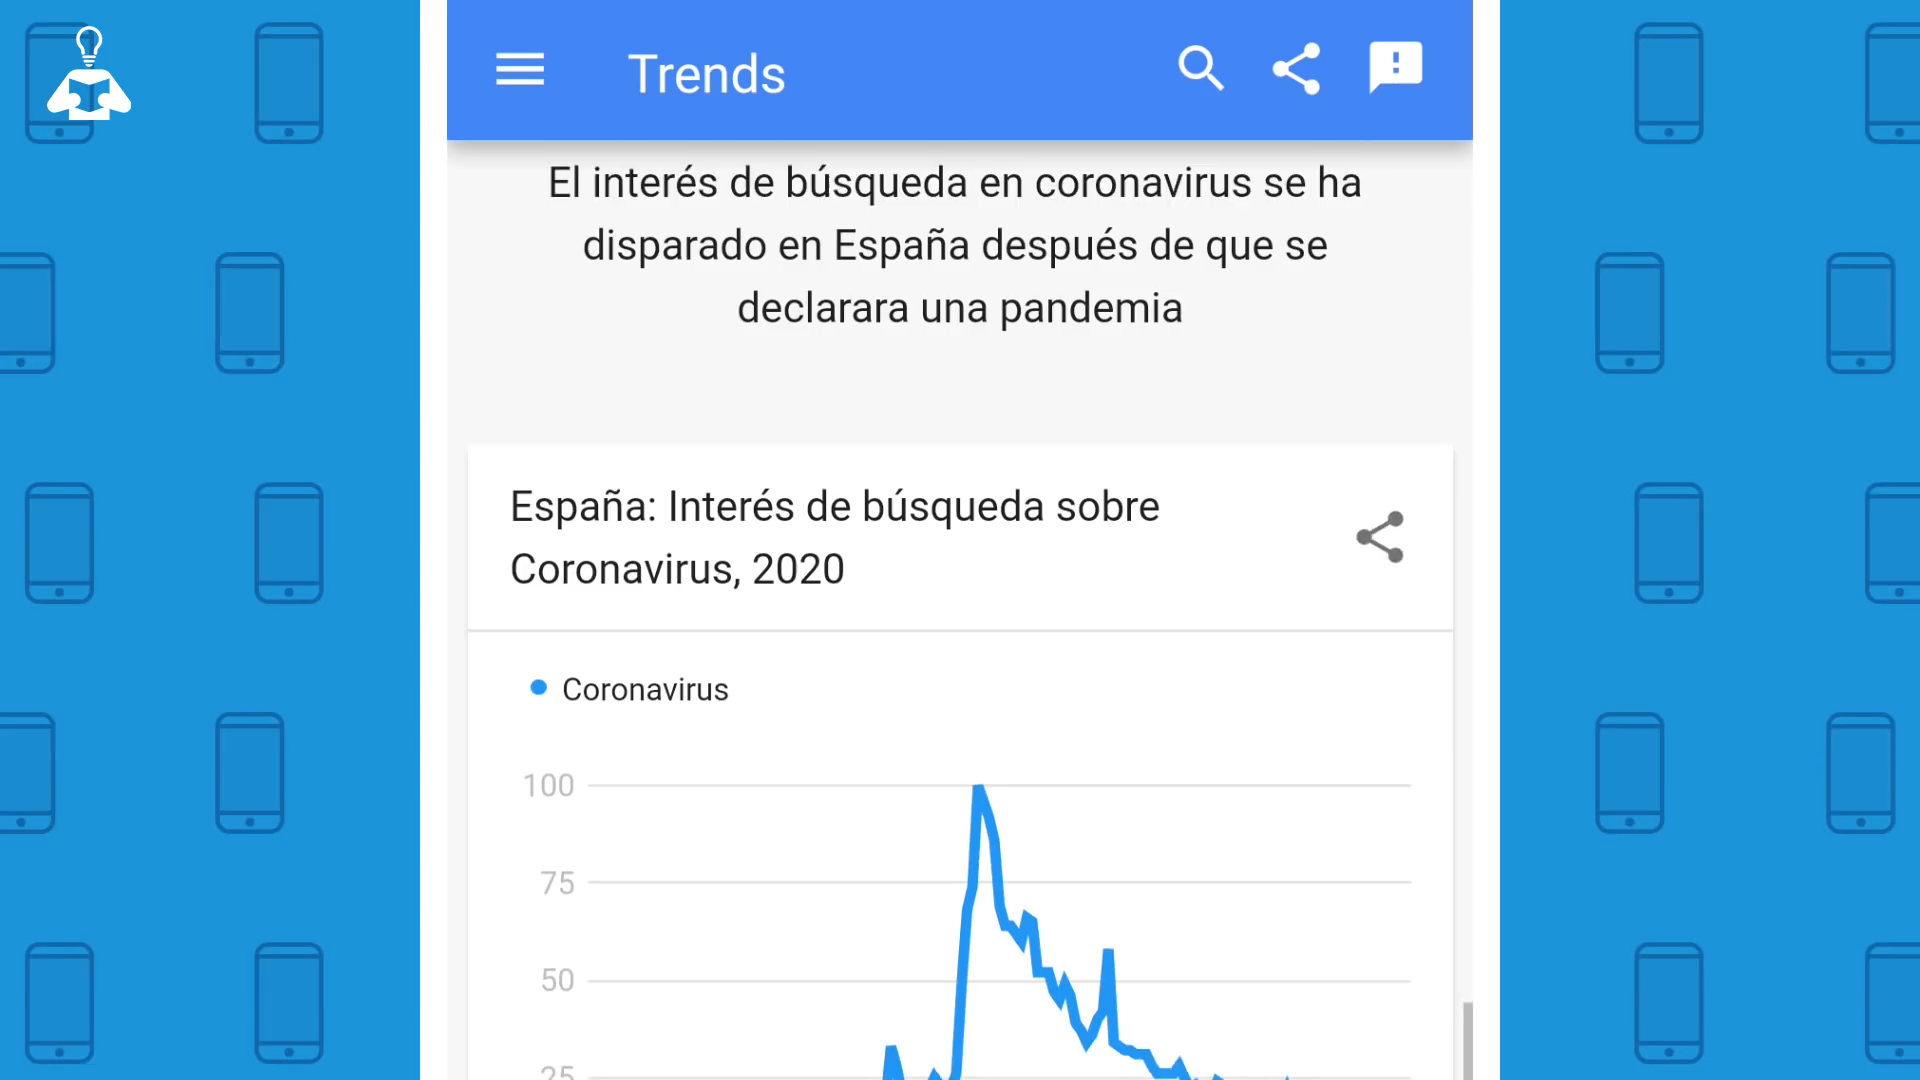 Trends
El interés de búsqueda en coronavirus se ha
disparado en España después de que se
declarara una pandemia
España: Interés de búsqueda sobre
Coronavirus, 2020
Coronavirus
100
75
50
25